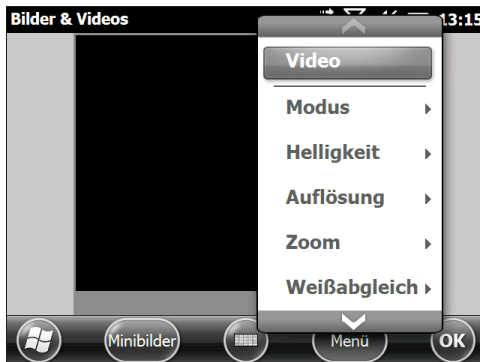 Bilder & Videos 13:15
Video
Modus
Helligkeit
Auflösung
Zoom
Weißabgleich
Minibilder Menü OK